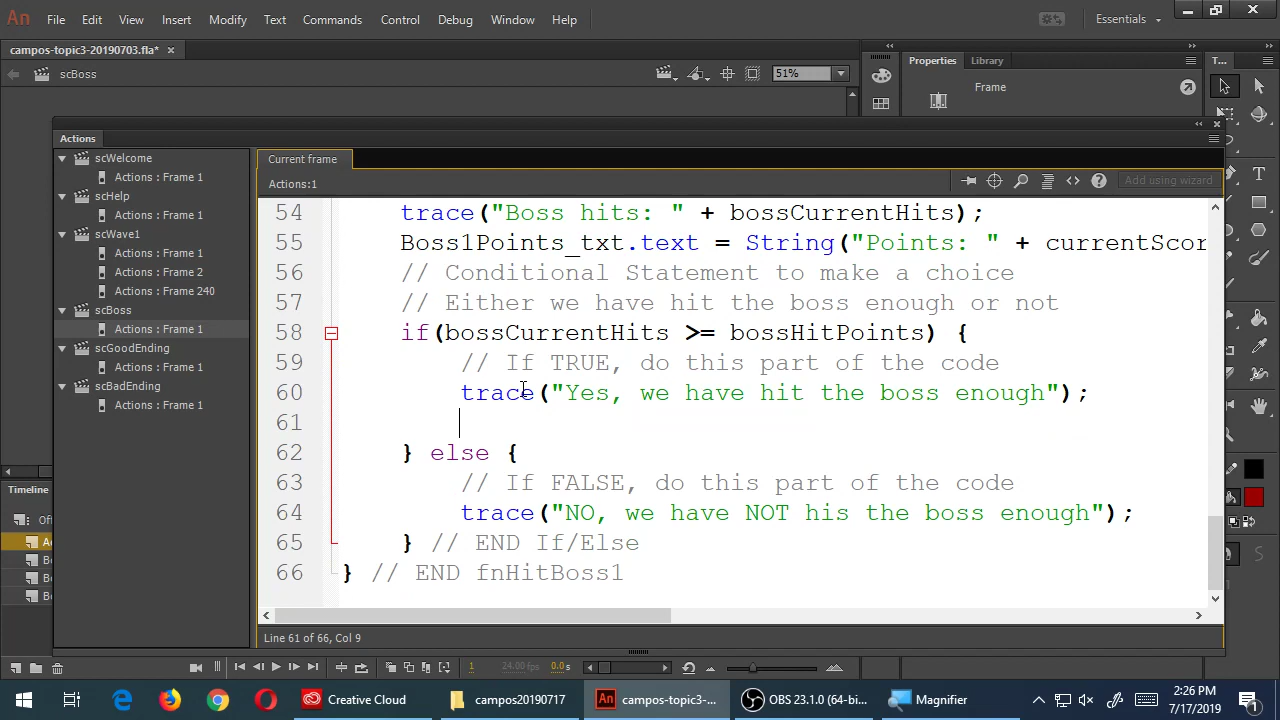 An File Edit View Insert Modify Text Commands Control Debug Window Help Essentials
campos-topic3-20190703.fla* ×
scBoss 51%
Properties Library T...
Frame
Actions
scWelcome
Actions : Frame 1
scHelp
Actions : Frame 1
scWave1
Actions : Frame 1
Actions : Frame 2
Actions : Frame 240
scBoss
Actions : Frame 1
scGoodEnding
Actions : Frame 1
scBadEnding
Actions : Frame 1
Current frame
Actions:1 Add using wizard
54 trace("Boss hits: " + bossCurrentHits);
55 Boss1Points_txt.text = String("Points: " + currentScor
56 // Conditional Statement to make a choice
57 // Either we have hit the boss enough or not
58 if(bossCurrentHits >= bossHitPoints) {
59 // If TRUE, do this part of the code
60 trace("Yes, we have hit the boss enough");
61
62 } else {
63 // If FALSE, do this part of the code
64 trace("NO, we have NOT his the boss enough");
65 } // END If/Else
66 } // END fnHitBoss1
Line 61 of 66, Col 9
Timeline
1 24.00 fps 0.0 s
Creative Cloud campos20190717 An campos-topic3-... OBS 23.1.0 (64-bi... Magnifier
2:26 PM
7/17/2019
1